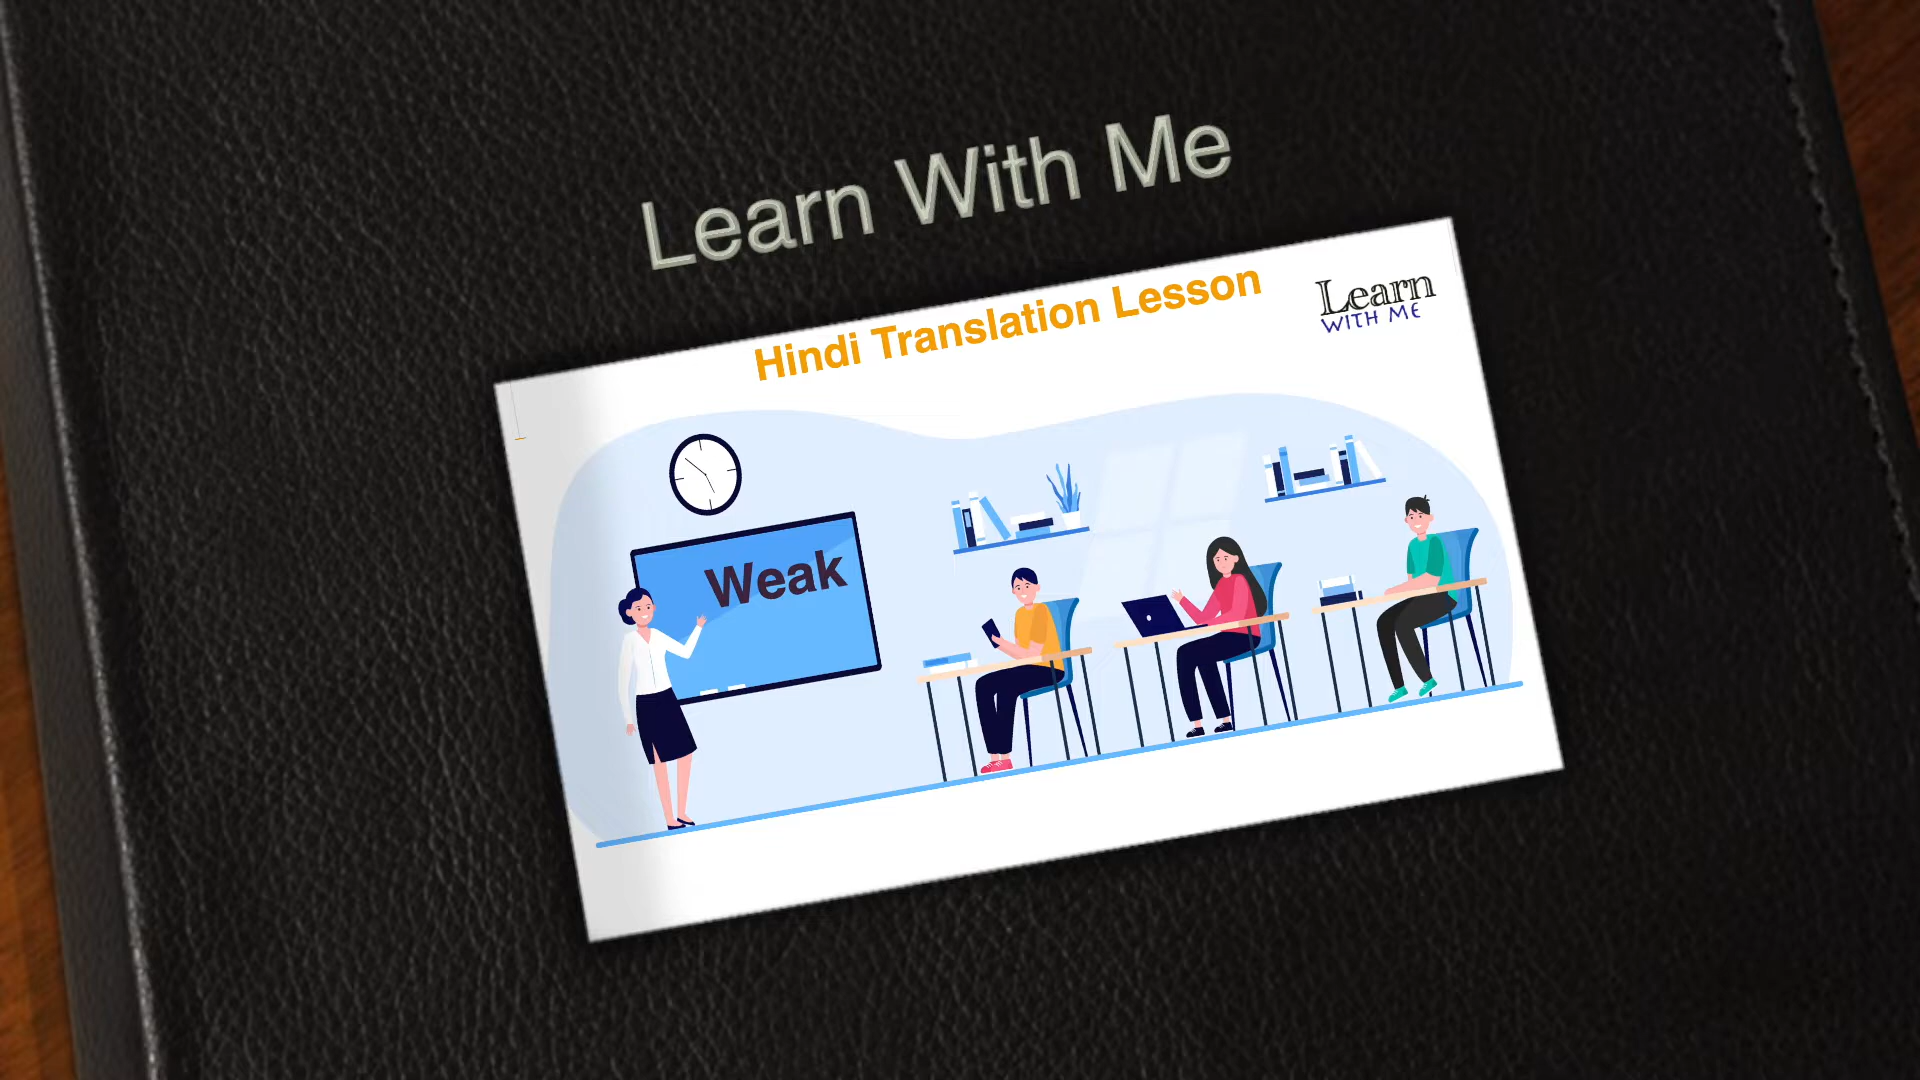 Learn With Me
Hindi Translation Lesson
Learn
WITH ME
Weak